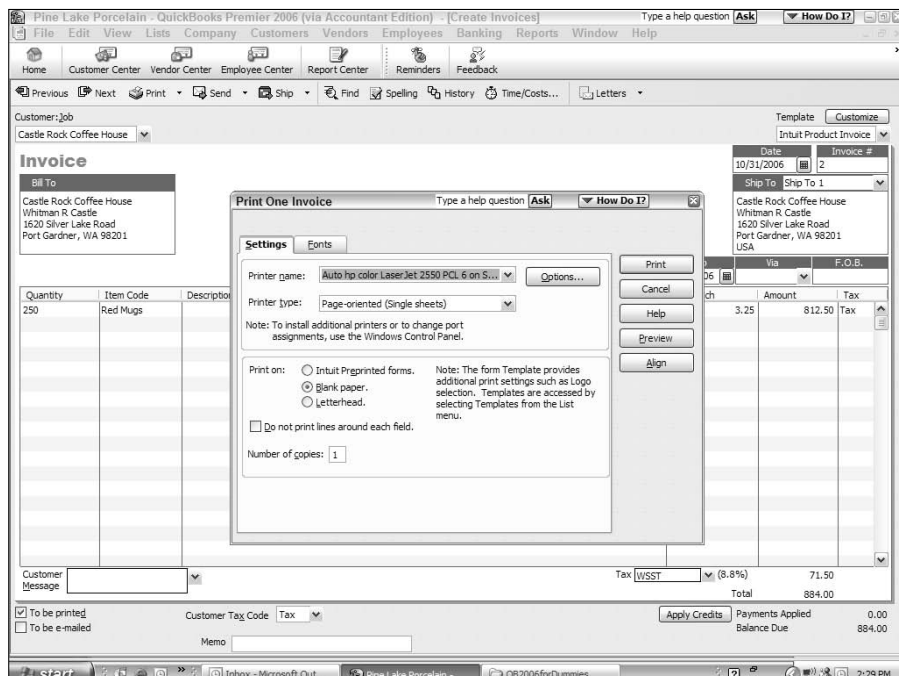 Pine Lake Porcelain - QuickBooks Premier 2006 (via Accountant Edition) - [Create Invoices]
Type a help question Ask How Do I?
File Edit View Lists Company Customers Vendors Employees Banking Reports Window Help
Home Customer Center Vendor Center Employee Center Report Center Reminders Feedback
Previous Next Print Send Ship Find Spelling History Time/Costs... Letters
Customer:Job
Template Customize
Castle Rock Coffee House
Intuit Product Invoice
Invoice
Date Invoice #
10/31/2006 2
Bill To
Ship To Ship To 1
Castle Rock Coffee House
Whitman R Castle
1620 Silver Lake Road
Port Gardner, WA 98201
Castle Rock Coffee House
Whitman R Castle
1620 Silver Lake Road
Port Gardner, WA 98201
USA
Via F.O.B.
06
Print One Invoice Type a help question Ask How Do I?
Settings Fonts
Printer name: Auto hp color LaserJet 2550 PCL 6 on S... Options...
Printer type: Page-oriented (Single sheets)
Note: To install additional printers or to change port
assignments, use the Windows Control Panel.
Print on: Intuit Preprinted forms.
Blank paper.
Letterhead.
Note: The form Template provides
additional print settings such as Logo
selection. Templates are accessed by
selecting Templates from the List
menu.
Do not print lines around each field.
Number of copies: 1
Print
Cancel
Help
Preview
Align
Quantity Item Code Description ch Amount Tax
250 Red Mugs 3.25 812.50 Tax
Customer
Message
Tax WSST (8.8%) 71.50
Total 884.00
To be printed
To be e-mailed
Customer Tax Code Tax
Apply Credits Payments Applied 0.00
Balance Due 884.00
Memo
start Inbox - Microsoft Out... Pine Lake Porcelain - ... QB2006forDummies 2:29 PM